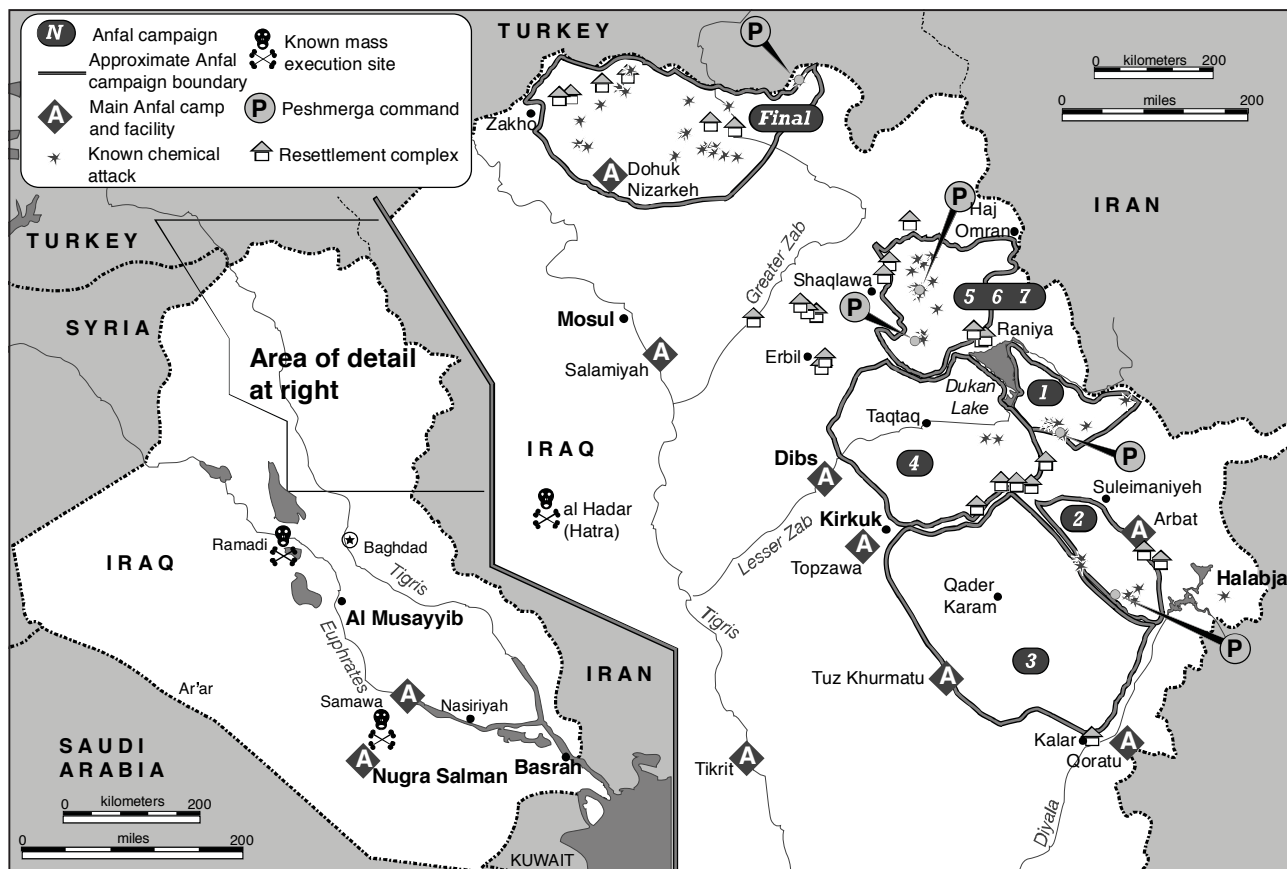 N Anfal campaign
Approximate Anfal
campaign boundary
A Main Anfal camp
and facility
Known chemical
attack
Known mass
execution site
P Peshmerga command
Resettlement complex
TURKEY
SYRIA
Area of detail
at right
IRAQ
Ramadi
Baghdad
Tigris
Al Musayyib
Euphrates
IRAN
Samawa
A
Nasiriyah
Ar'ar
A
Nugra Salman
Basrah
SAUDI
ARABIA
KUWAIT
kilometers
0 200
miles
0 200
TURKEY
P
kilometers
0 200
miles
0 200
Zakho
Final
A
Dohuk
Nizarkeh
IRAN
P
Haj
Omran
Greater Zab
Shaqlawa
5 6 7
P
Raniya
Mosul
A
Salamiyah
Erbil
Dukan
Lake
1
Taqtaq
P
IRAQ
4
Dibs
A
Suleimaniyeh
al Hadar
(Hatra)
2
A
Arbat
Kirkuk
A
Topzawa
Lesser Zab
Halabja
Qader
Karam
Tigris
P
3
Tuz Khurmatu
A
Kalar
A
Qoratu
Tikrit
A
Diyala